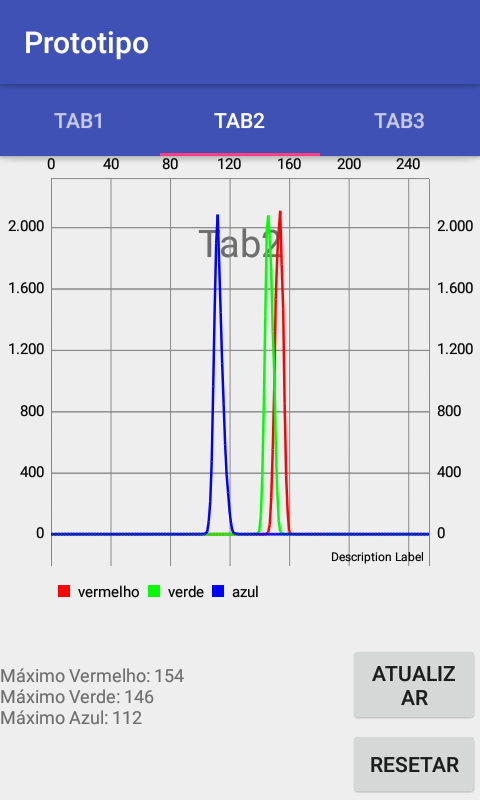 Prototipo
TAB1 TAB2 TAB3
0 40 80 120 160 200 240
2.000 2.000
Tab2
1.600 1.600
1.200 1.200
800 800
400 400
0 0
Description Label
vermelho verde azul
Máximo Vermelho: 154
Máximo Verde: 146
Máximo Azul: 112
ATUALIZ
AR
RESETAR